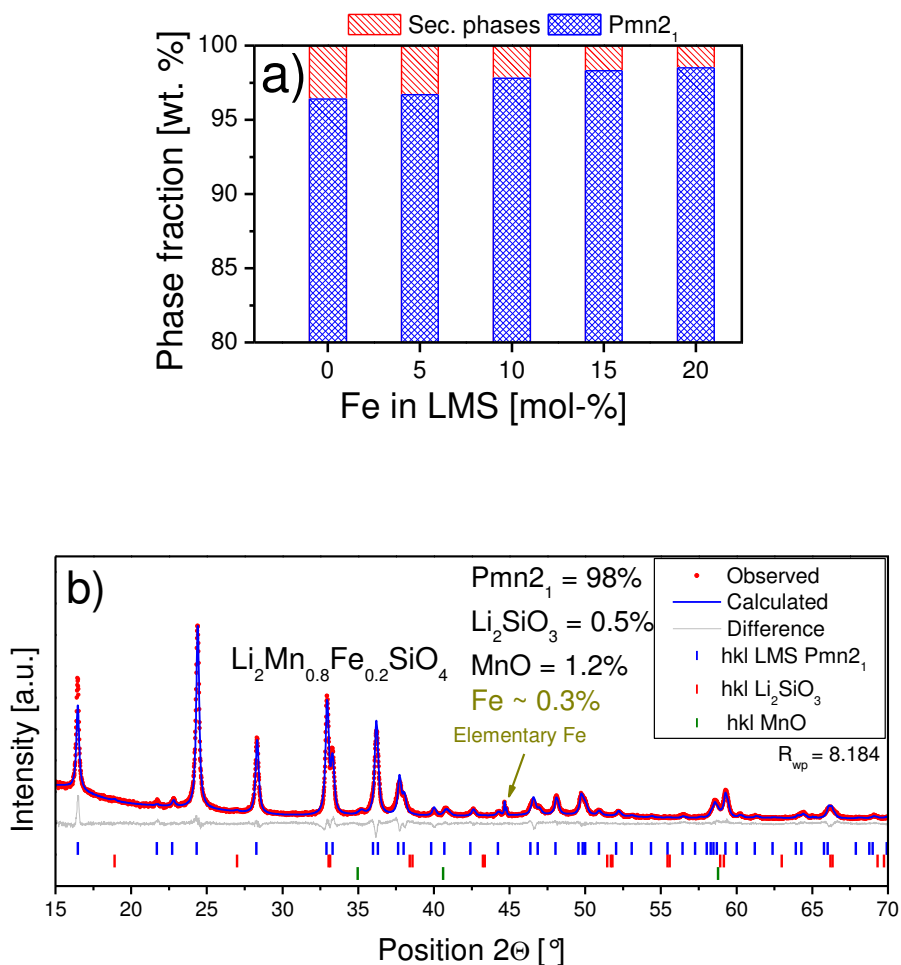 Sec. phases Pmn2₁
a)
Phase fraction [wt. %]
100
95
90
85
80
0 5 10 15 20
Fe in LMS [mol-%]
b)
Li₂Mn₀.₈Fe₀.₂SiO₄
Pmn2₁ = 98%
Li₂SiO₃ = 0.5%
MnO = 1.2%
Fe ~ 0.3%
Elementary Fe
Observed
Calculated
Difference
hkl LMS Pmn2₁
hkl Li₂SiO₃
hkl MnO
R_wp = 8.184
Intensity [a.u.]
15 20 25 30 35 40 45 50 55 60 65 70
Position 2Θ [°]